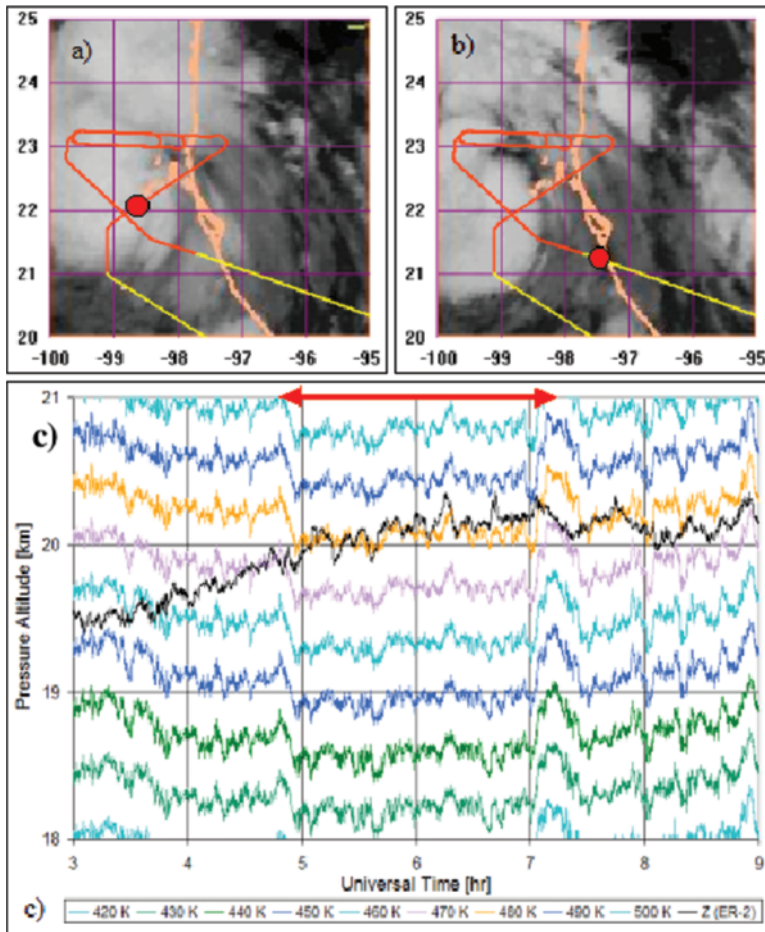 25
24
23
22
21
20
a)
-100 -99 -98 -97 -96 -95
25
24
23
22
21
20
b)
-100 -99 -98 -97 -96 -95
c)
21
20
19
18
Pressure Altitude [km]
3 4 5 6 7 8 9
Universal Time [hr]
c) 420 K 430 K 440 K 450 K 460 K 470 K 480 K 490 K 500 K Z (ER-2)